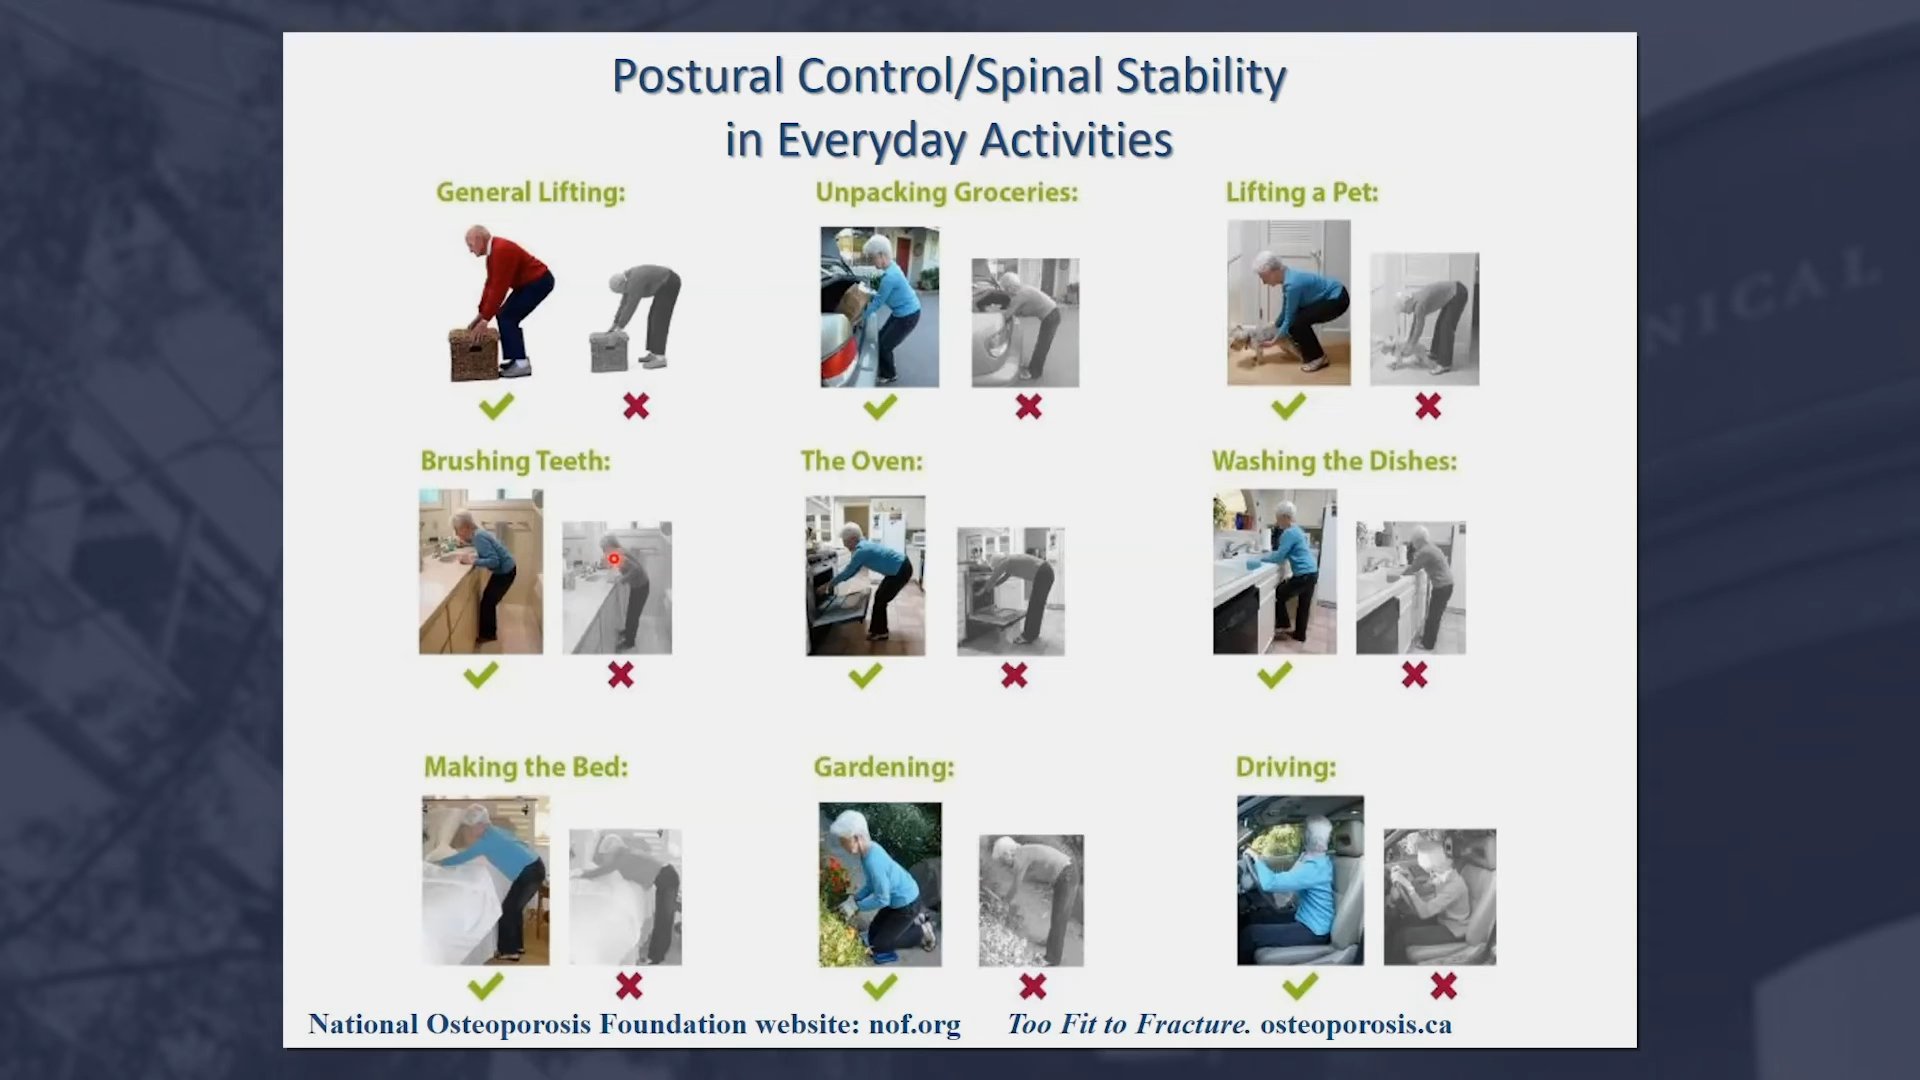 Postural Control/Spinal Stability
in Everyday Activities
General Lifting:
Unpacking Groceries:
Lifting a Pet:
Brushing Teeth:
The Oven:
Washing the Dishes:
Making the Bed:
Gardening:
Driving:
National Osteoporosis Foundation website: nof.org
Too Fit to Fracture. osteoporosis.ca
NICAL